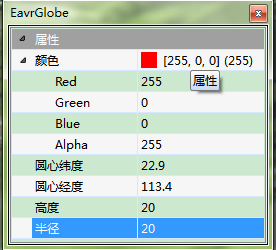 EavrGlobe
属性
颜色 [255, 0, 0] (255)
Red 255
属性
Green 0
Blue 0
Alpha 255
圆心纬度 22.9
圆心经度 113.4
高度 20
半径 20